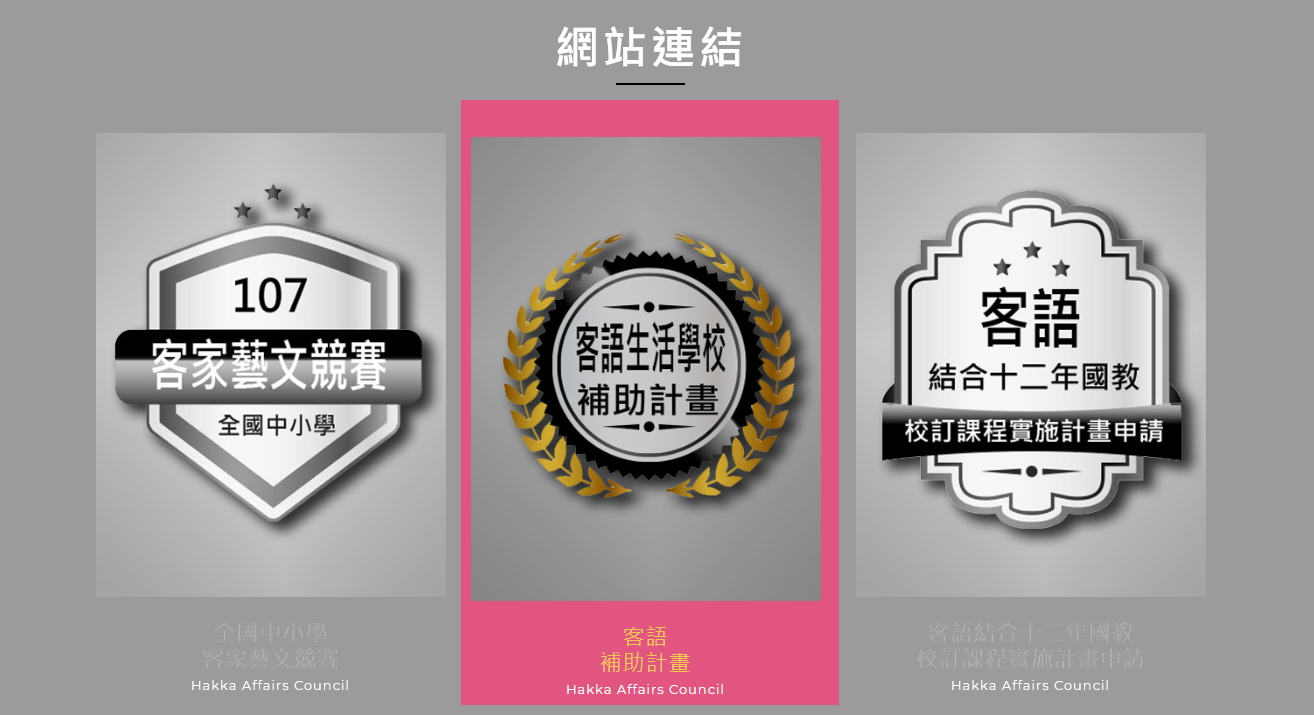 網站連結
107
客家藝文競賽
全國中小學
客語生活學校
補助計畫
客語
結合十二年國教
校訂課程實施計畫申請
全國中小學
客家藝文競賽
Hakka Affairs Council
客語
補助計畫
Hakka Affairs Council
客語結合十二年國教
校訂課程實施計畫申請
Hakka Affairs Council